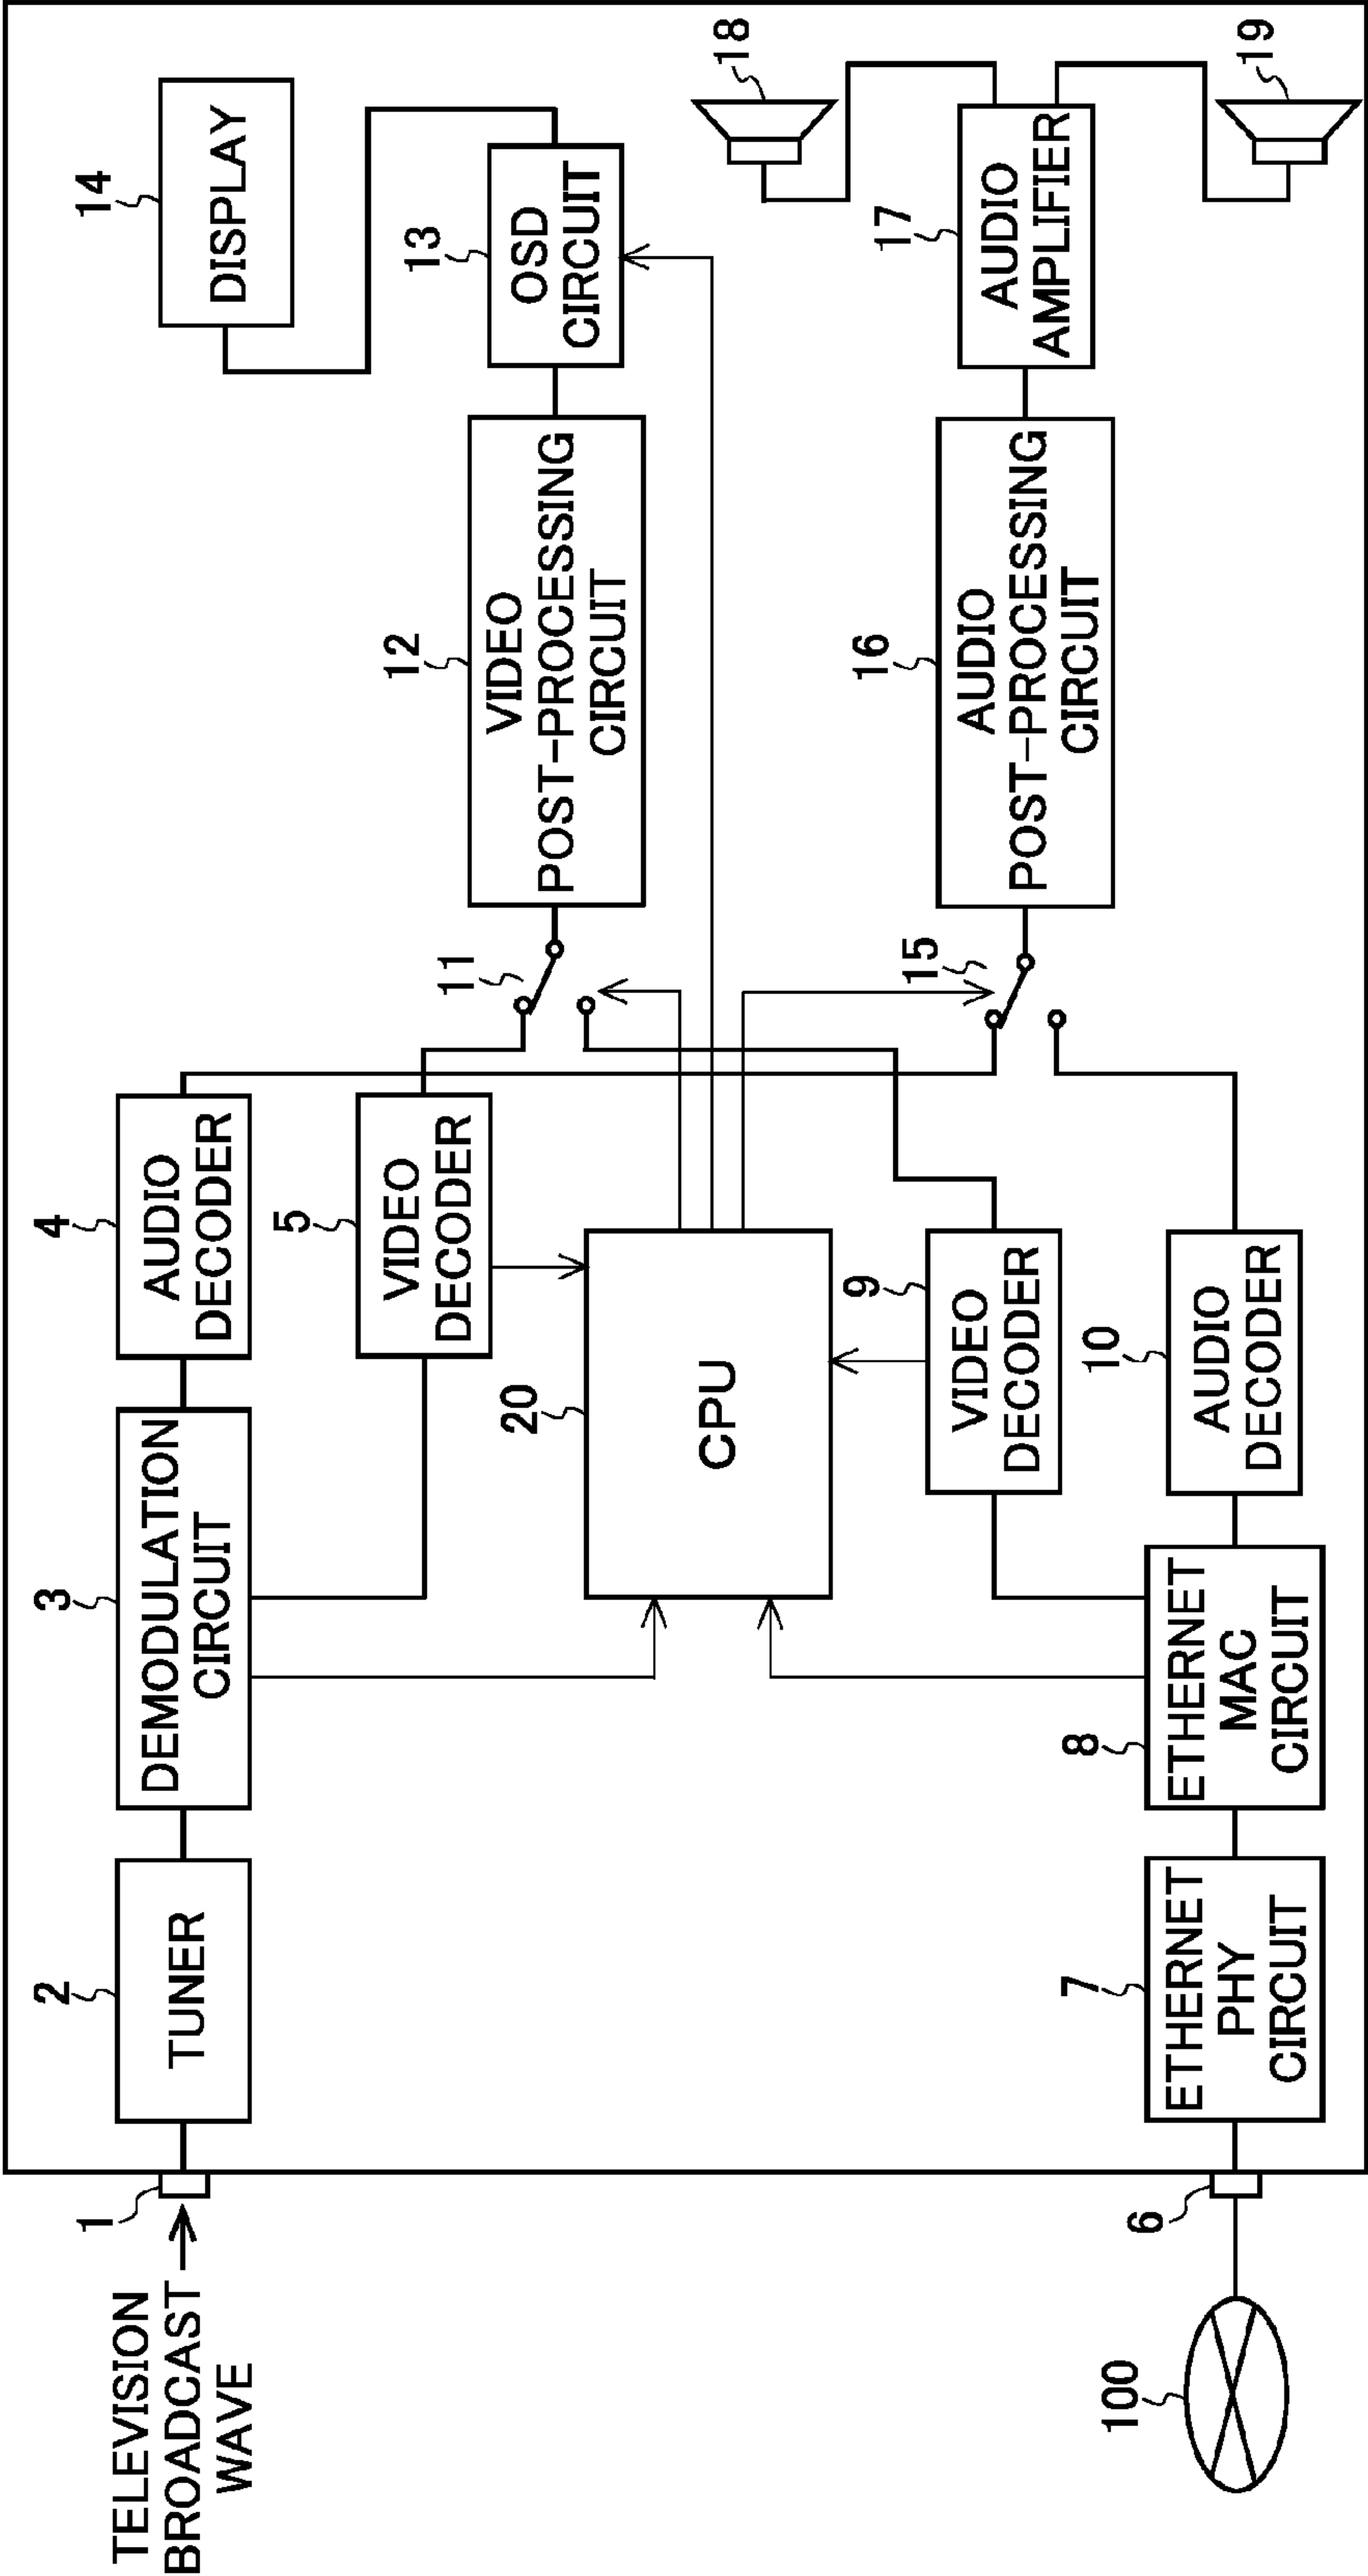 TELEVISION
BROADCAST
WAVE
1
2
TUNER
3
DEMODULATION
CIRCUIT
4
AUDIO
DECODER
5
VIDEO
DECODER
11
12
VIDEO
POST-PROCESSING
CIRCUIT
13
OSD
CIRCUIT
14
DISPLAY
20
CPU
100
6
7
ETHERNET
PHY
CIRCUIT
8
ETHERNET
MAC
CIRCUIT
9
VIDEO
DECODER
10
AUDIO
DECODER
15
16
AUDIO
POST-PROCESSING
CIRCUIT
17
AUDIO
AMPLIFIER
18
19